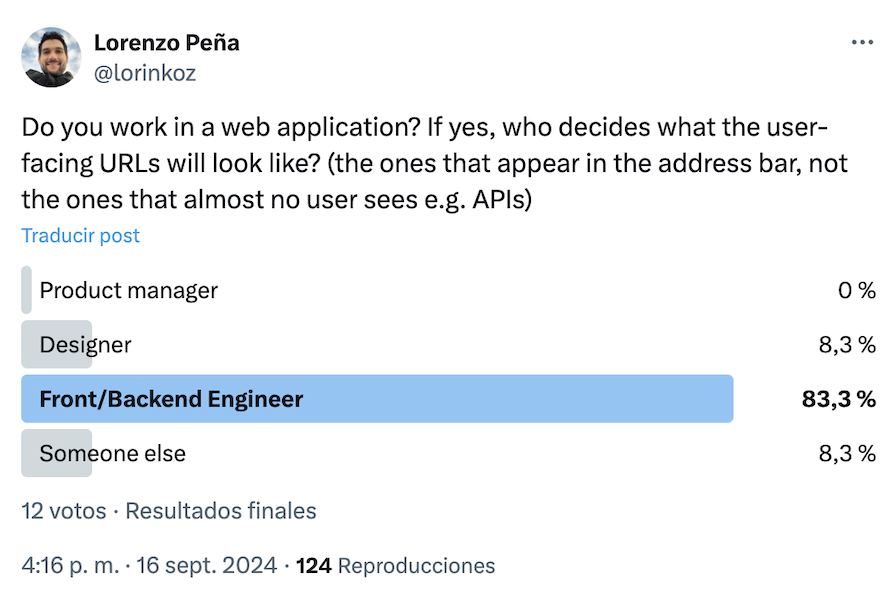 Lorenzo Peña
@lorinkoz
Do you work in a web application? If yes, who decides what the user-
facing URLs will look like? (the ones that appear in the address bar, not
the ones that almost no user sees e.g. APIs)
Traducir post
Product manager 0 %
Designer 8,3 %
Front/Backend Engineer 83,3 %
Someone else 8,3 %
12 votos · Resultados finales
4:16 p. m. · 16 sept. 2024 · 124 Reproducciones